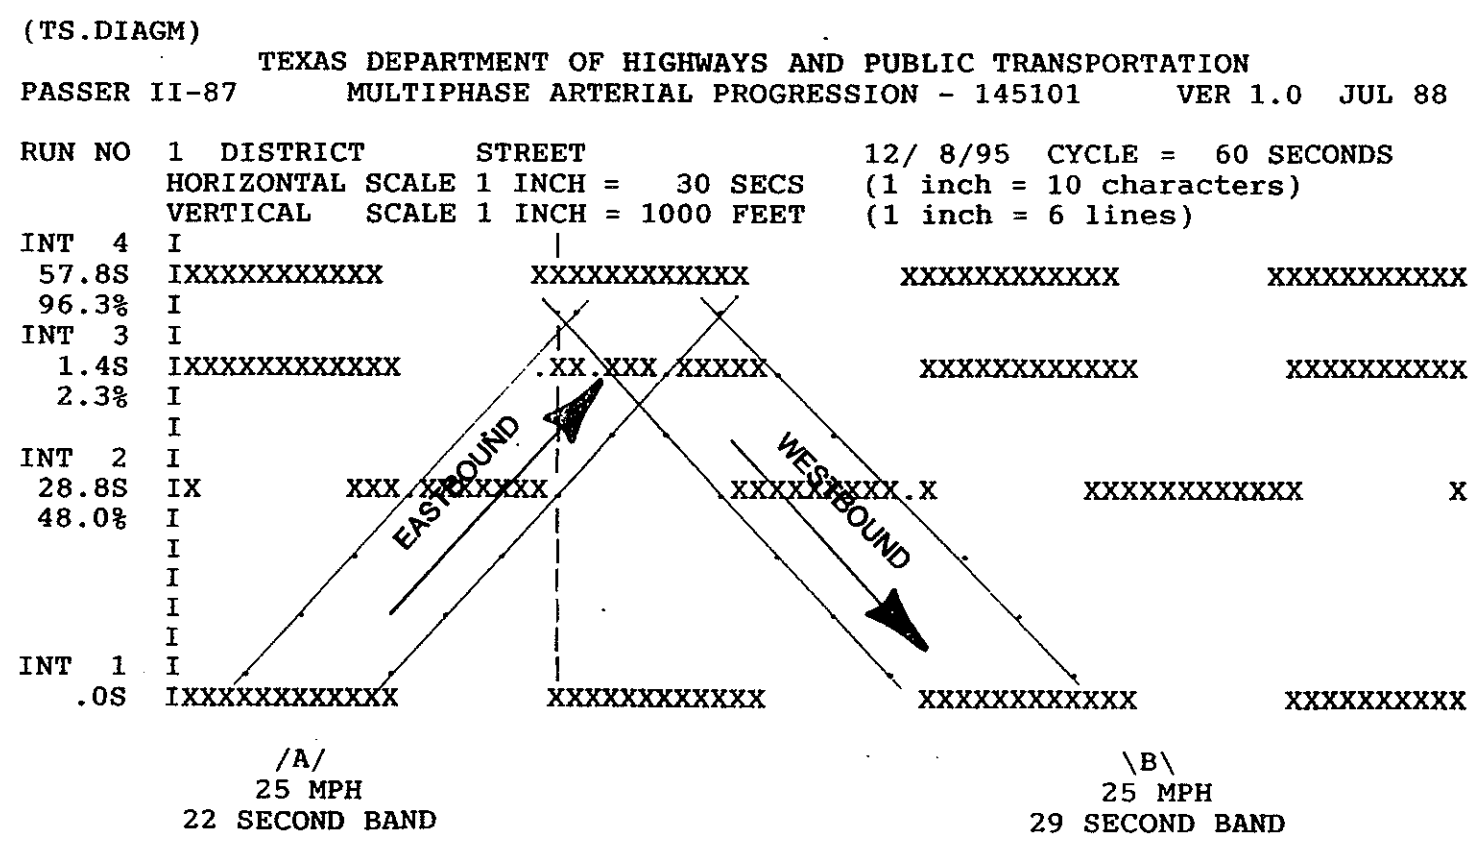 (TS.DIAGM)
TEXAS DEPARTMENT OF HIGHWAYS AND PUBLIC TRANSPORTATION
PASSER II-87 MULTIPHASE ARTERIAL PROGRESSION - 145101 VER 1.0 JUL 88
RUN NO 1 DISTRICT STREET 12/ 8/95 CYCLE = 60 SECONDS
HORIZONTAL SCALE 1 INCH = 30 SECS (1 inch = 10 characters)
VERTICAL SCALE 1 INCH = 1000 FEET (1 inch = 6 lines)
INT 4 I
57.8S IXXXXXXXXXXX XXXXXXXXXXXX XXXXXXXXXXXX XXXXXXXXXXX
96.3% I
INT 3 I
1.4S IXXXXXXXXXXXX .XX.XXX.XXXXX. XXXXXXXXXXXX XXXXXXXXXX
2.3% I
I
INT 2 I
28.8S IX XXX.XXXXXXX. XXXXXXXXX.X XXXXXXXXXXXX X
48.0% I
EASTBOUND
WESTBOUND
I
I
I
I
INT 1 I
.0S IXXXXXXXXXXXX XXXXXXXXXXXX XXXXXXXXXXXX XXXXXXXXXX
/A/ \B\
25 MPH 25 MPH
22 SECOND BAND 29 SECOND BAND